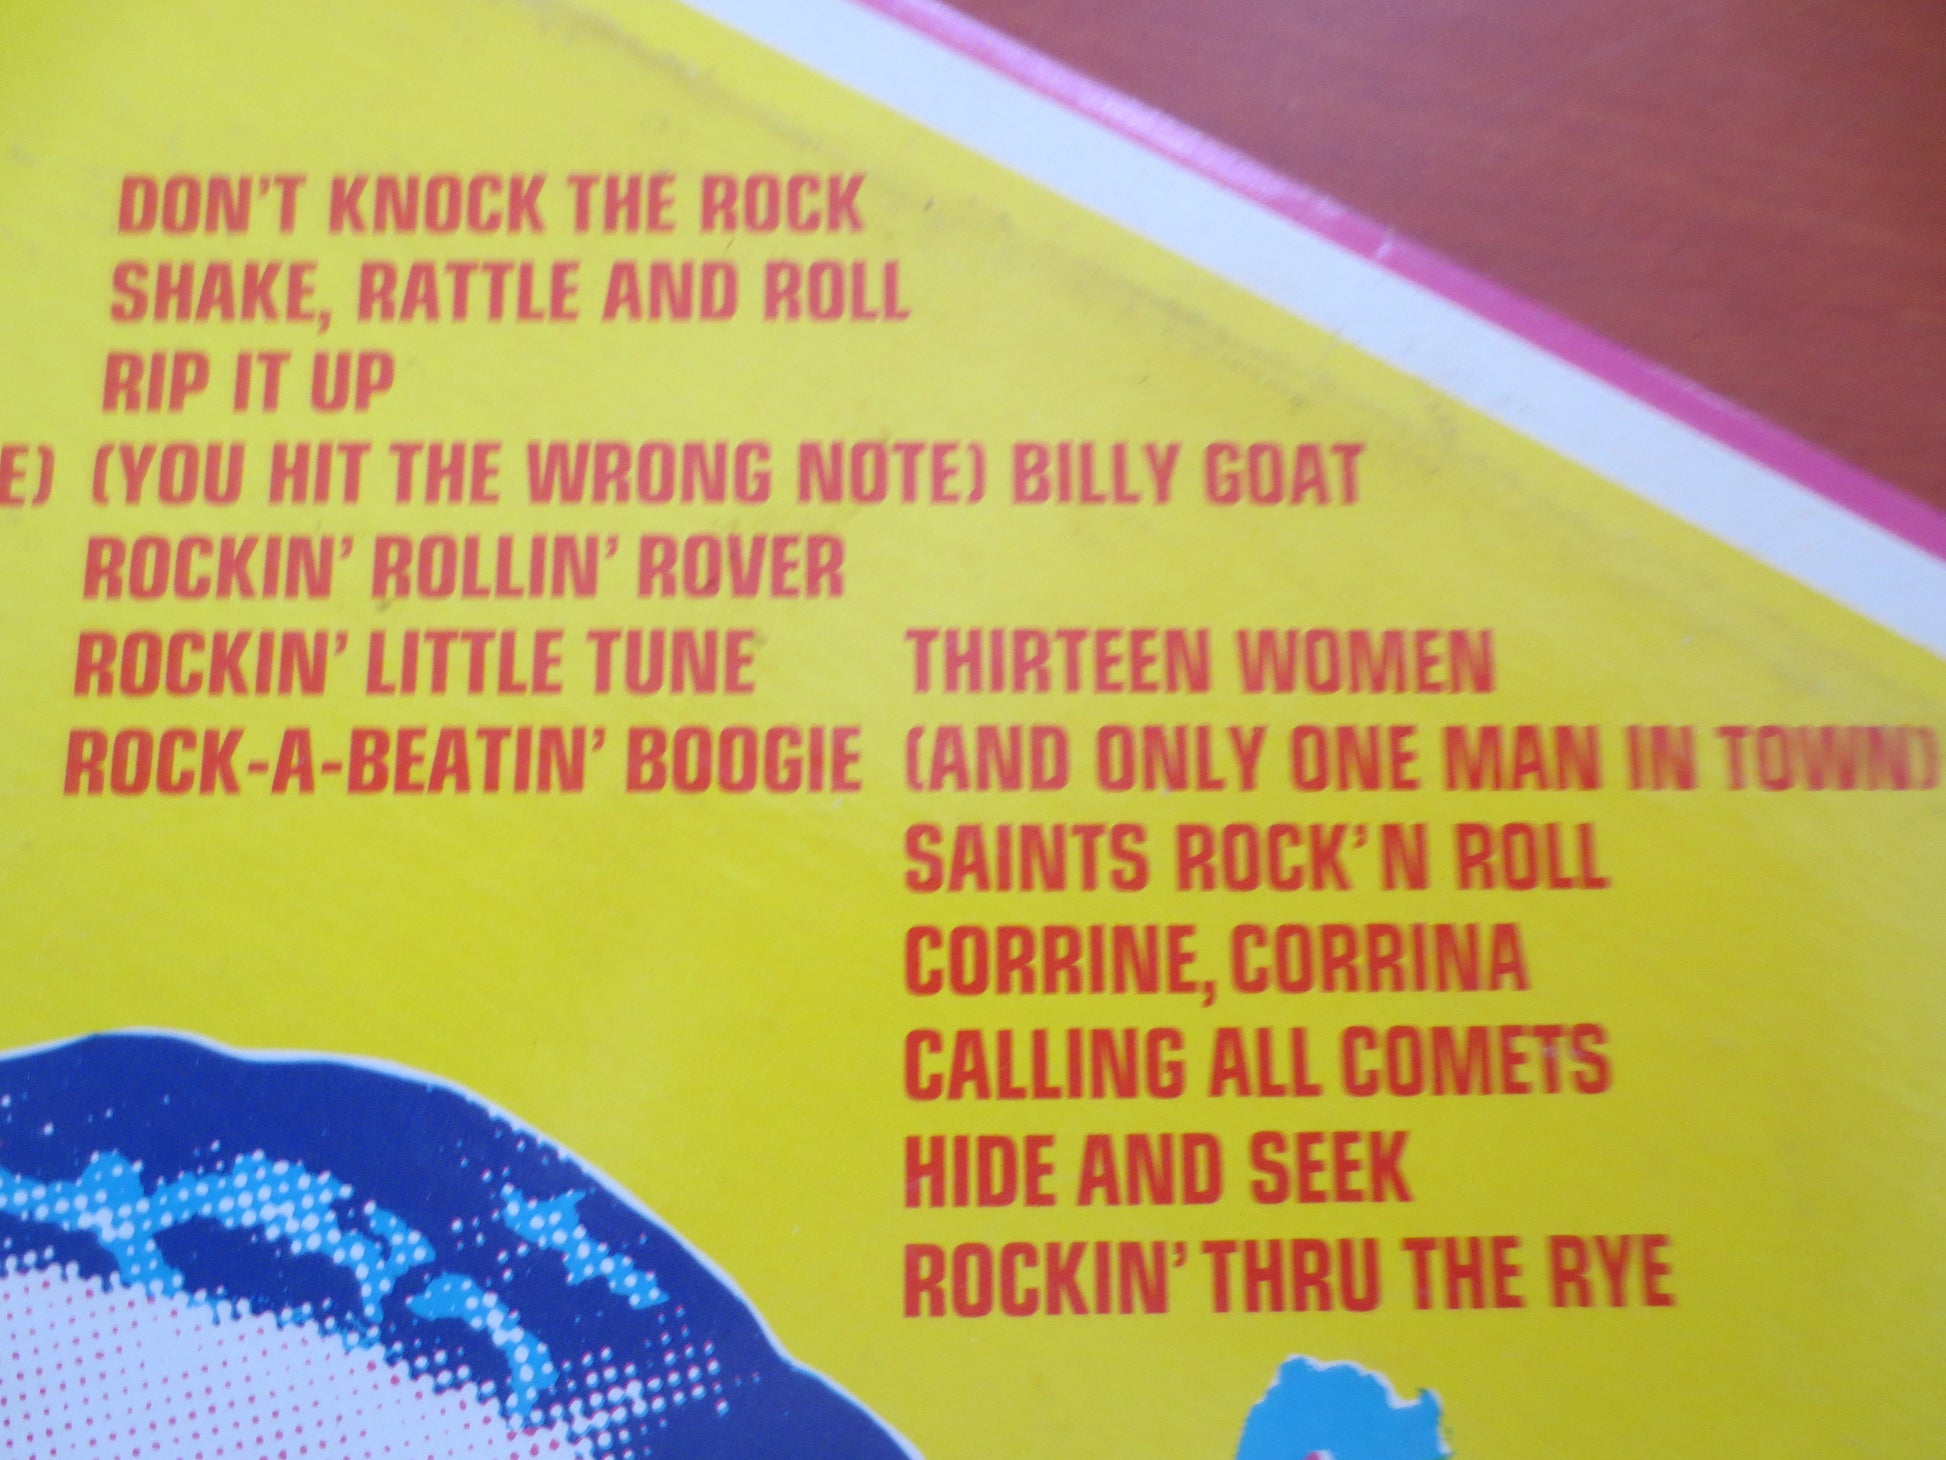 DON'T KNOCK THE ROCK
SHAKE, RATTLE AND ROLL
RIP IT UP
E) (YOU HIT THE WRONG NOTE) BILLY GOAT
ROCKIN' ROLLIN' ROVER
ROCKIN' LITTLE TUNE
ROCK-A-BEATIN' BOOGIE
THIRTEEN WOMEN
(AND ONLY ONE MAN IN TOWN)
SAINTS ROCK'N ROLL
CORRINE, CORRINA
CALLING ALL COMETS
HIDE AND SEEK
ROCKIN' THRU THE RYE